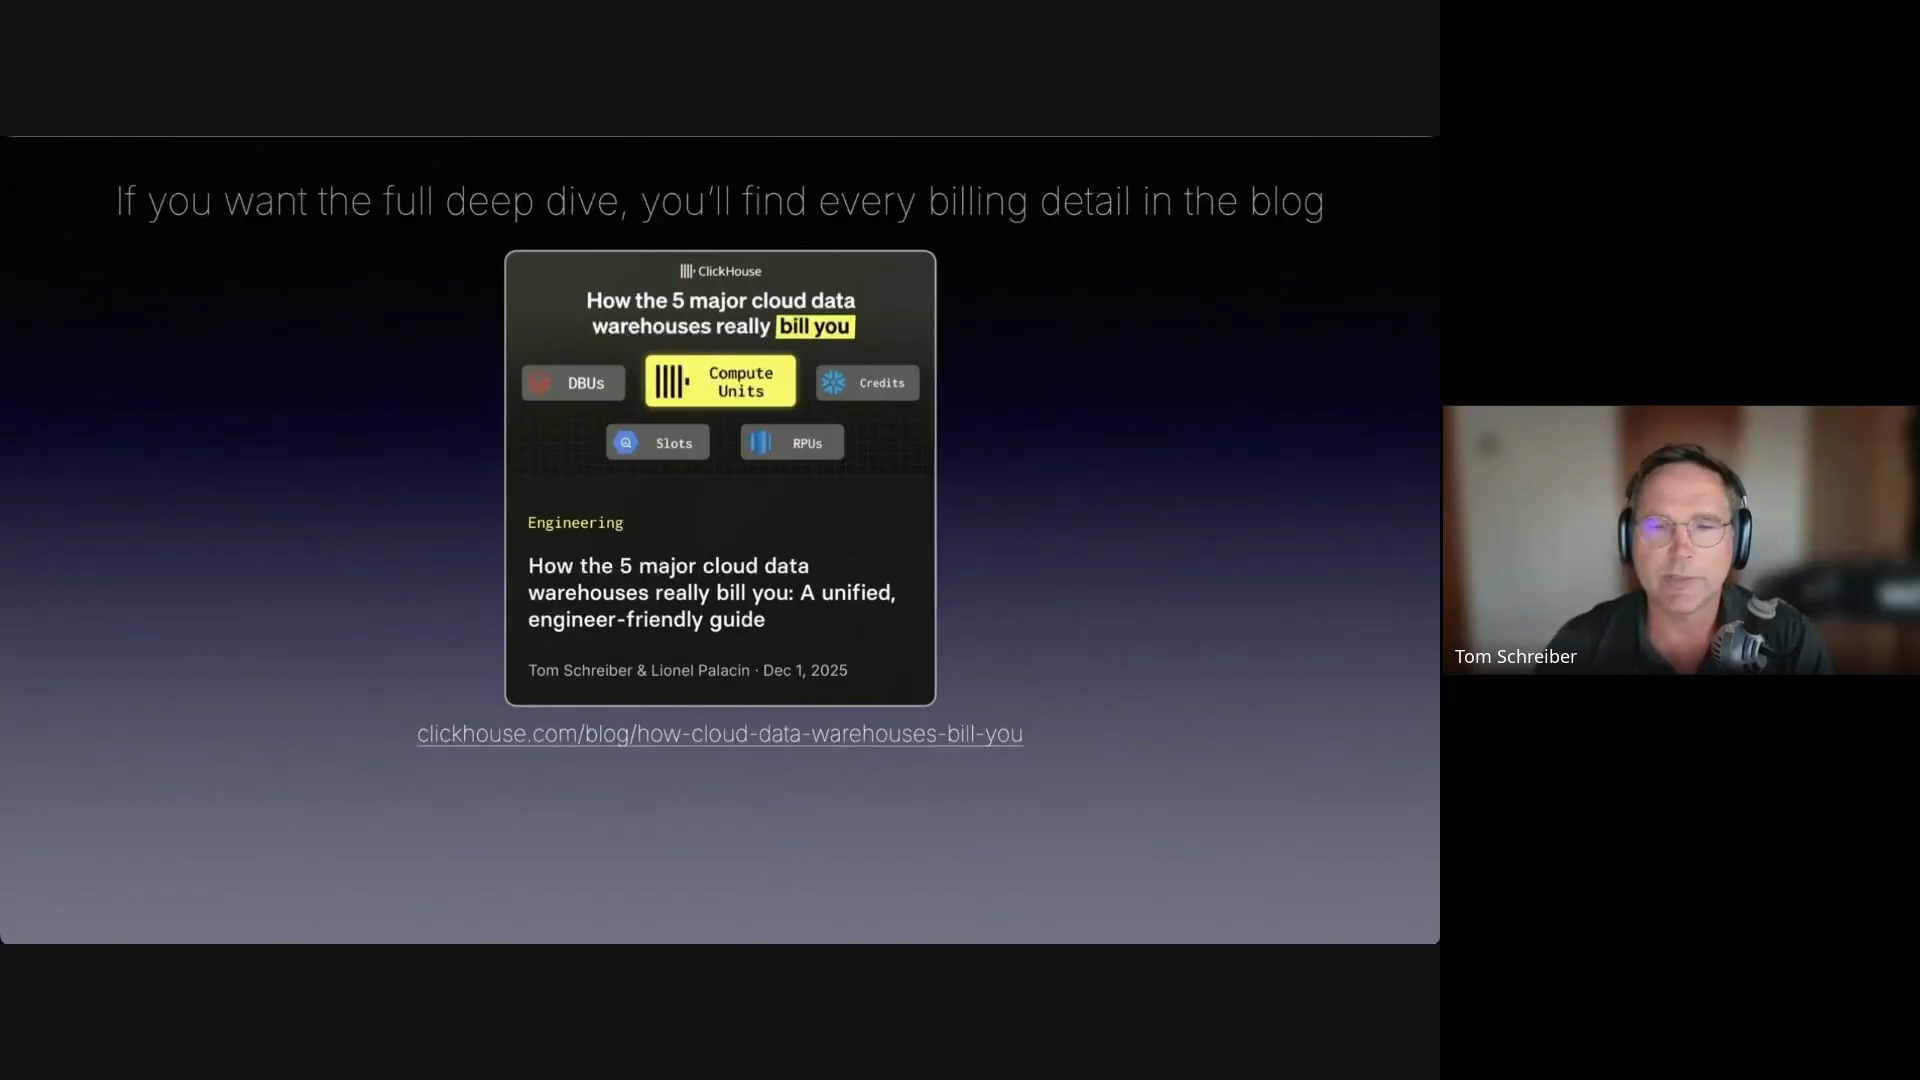 If you want the full deep dive, you’ll find every billing detail in the blog
ClickHouse
How the 5 major cloud data
warehouses really bill you
DBUs
Compute
Units
Credits
Slots
RPUs
Engineering
How the 5 major cloud data
warehouses really bill you: A unified,
engineer-friendly guide
Tom Schreiber & Lionel Palacin · Dec 1, 2025
clickhouse.com/blog/how-cloud-data-warehouses-bill-you
Tom Schreiber